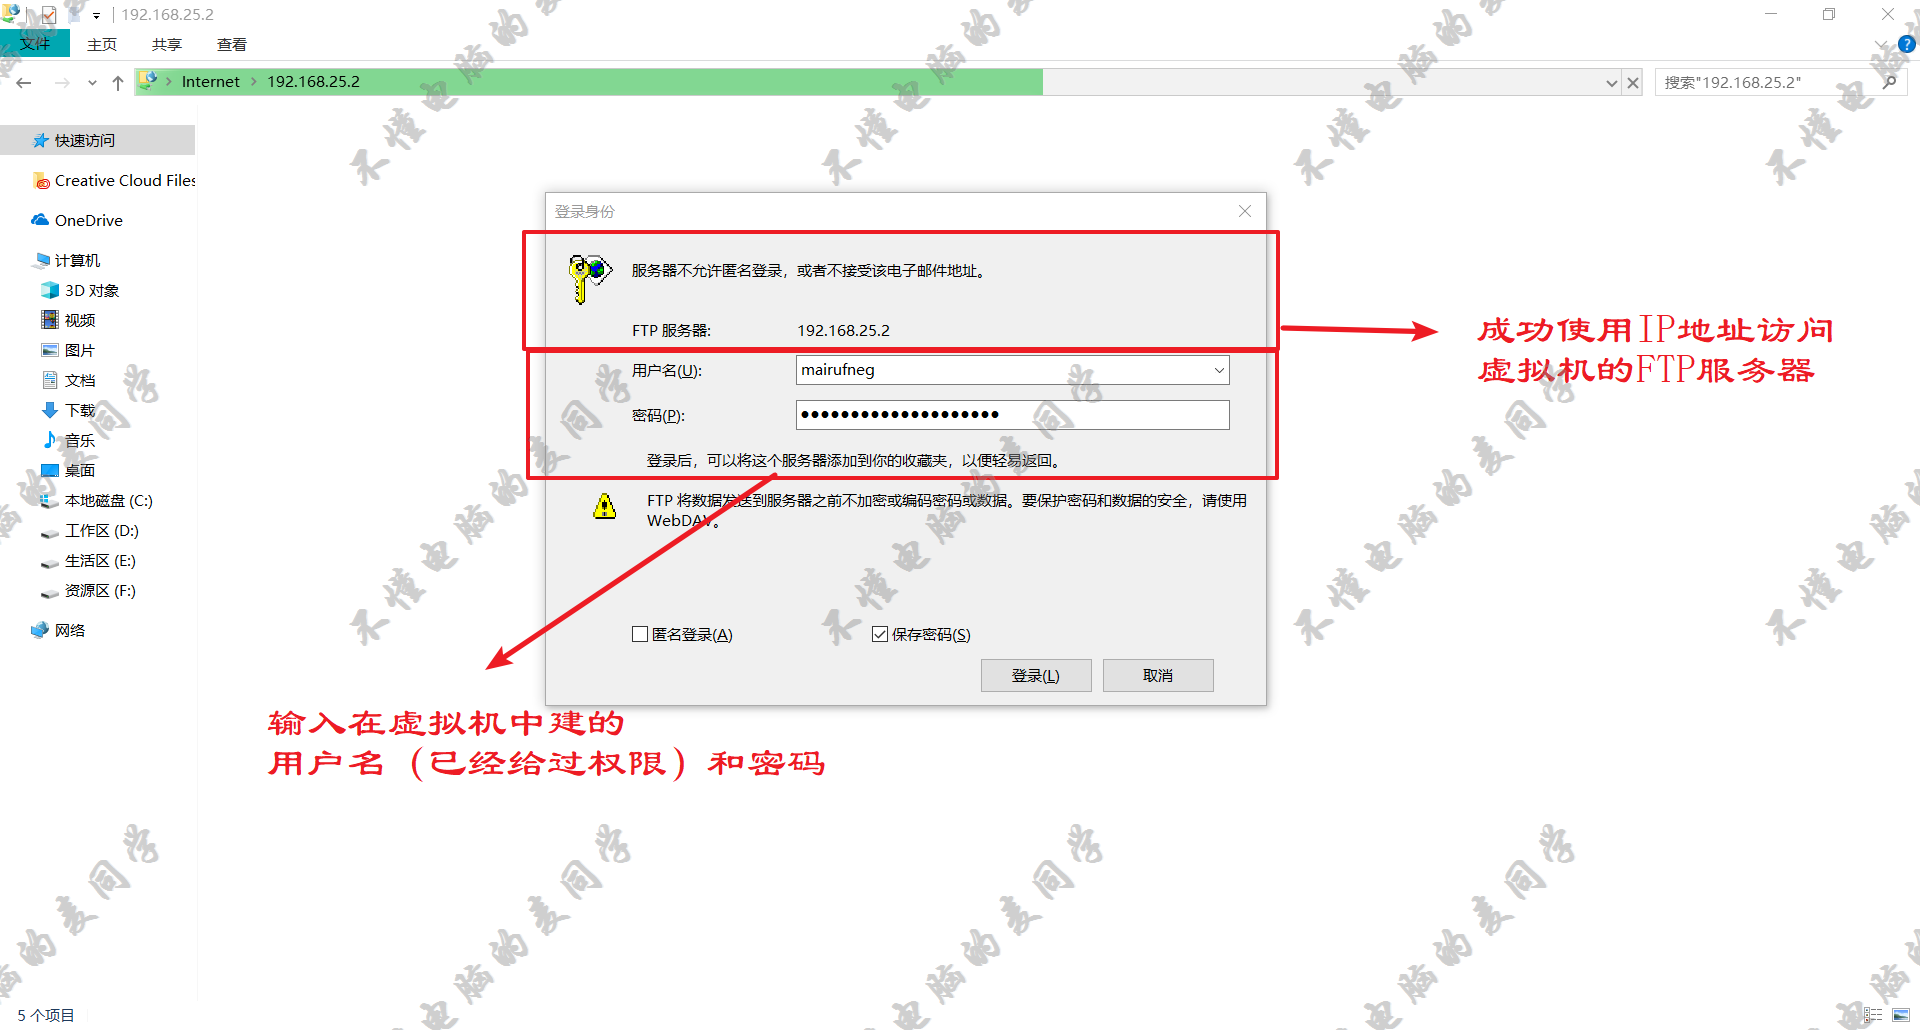 192.168.25.2
文件 主页 共享 查看
Internet 192.168.25.2
搜索"192.168.25.2"
快速访问
Creative Cloud Files
OneDrive
计算机
3D 对象
视频
图片
文档
下载
音乐
桌面
本地磁盘 (C:)
工作区 (D:)
生活区 (E:)
资源区 (F:)
网络
登录身份
服务器不允许匿名登录，或者不接受该电子邮件地址。
FTP 服务器: 192.168.25.2
用户名(U): mairufneg
密码(P): ●●●●●●●●●●●●●●●●●●●●
登录后，可以将这个服务器添加到你的收藏夹，以便轻易返回。
FTP 将数据发送到服务器之前不加密或编码密码或数据。要保护密码和数据的安全，请使用
WebDAV。
匿名登录(A) 保存密码(S)
登录(L) 取消
成功使用IP地址访问
虚拟机的FTP服务器
输入在虚拟机中建的
用户名（已经给过权限）和密码
5 个项目
不懂电脑的麦同学